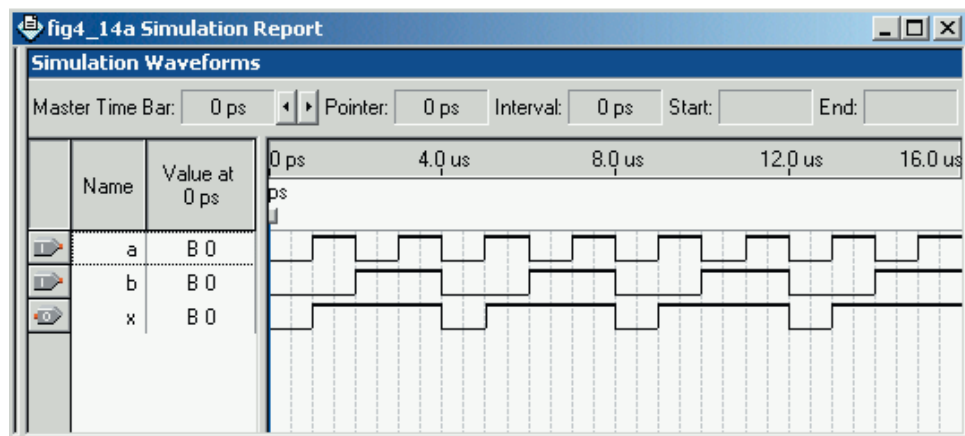 fig4_14a Simulation Report
Simulation Waveforms
Master Time Bar: 0 ps Pointer: 0 ps Interval: 0 ps Start: End:
Name Value at 0 ps 0 ps 4.0 us 8.0 us 12.0 us 16.0 us
ps
a B 0
b B 0
x B 0